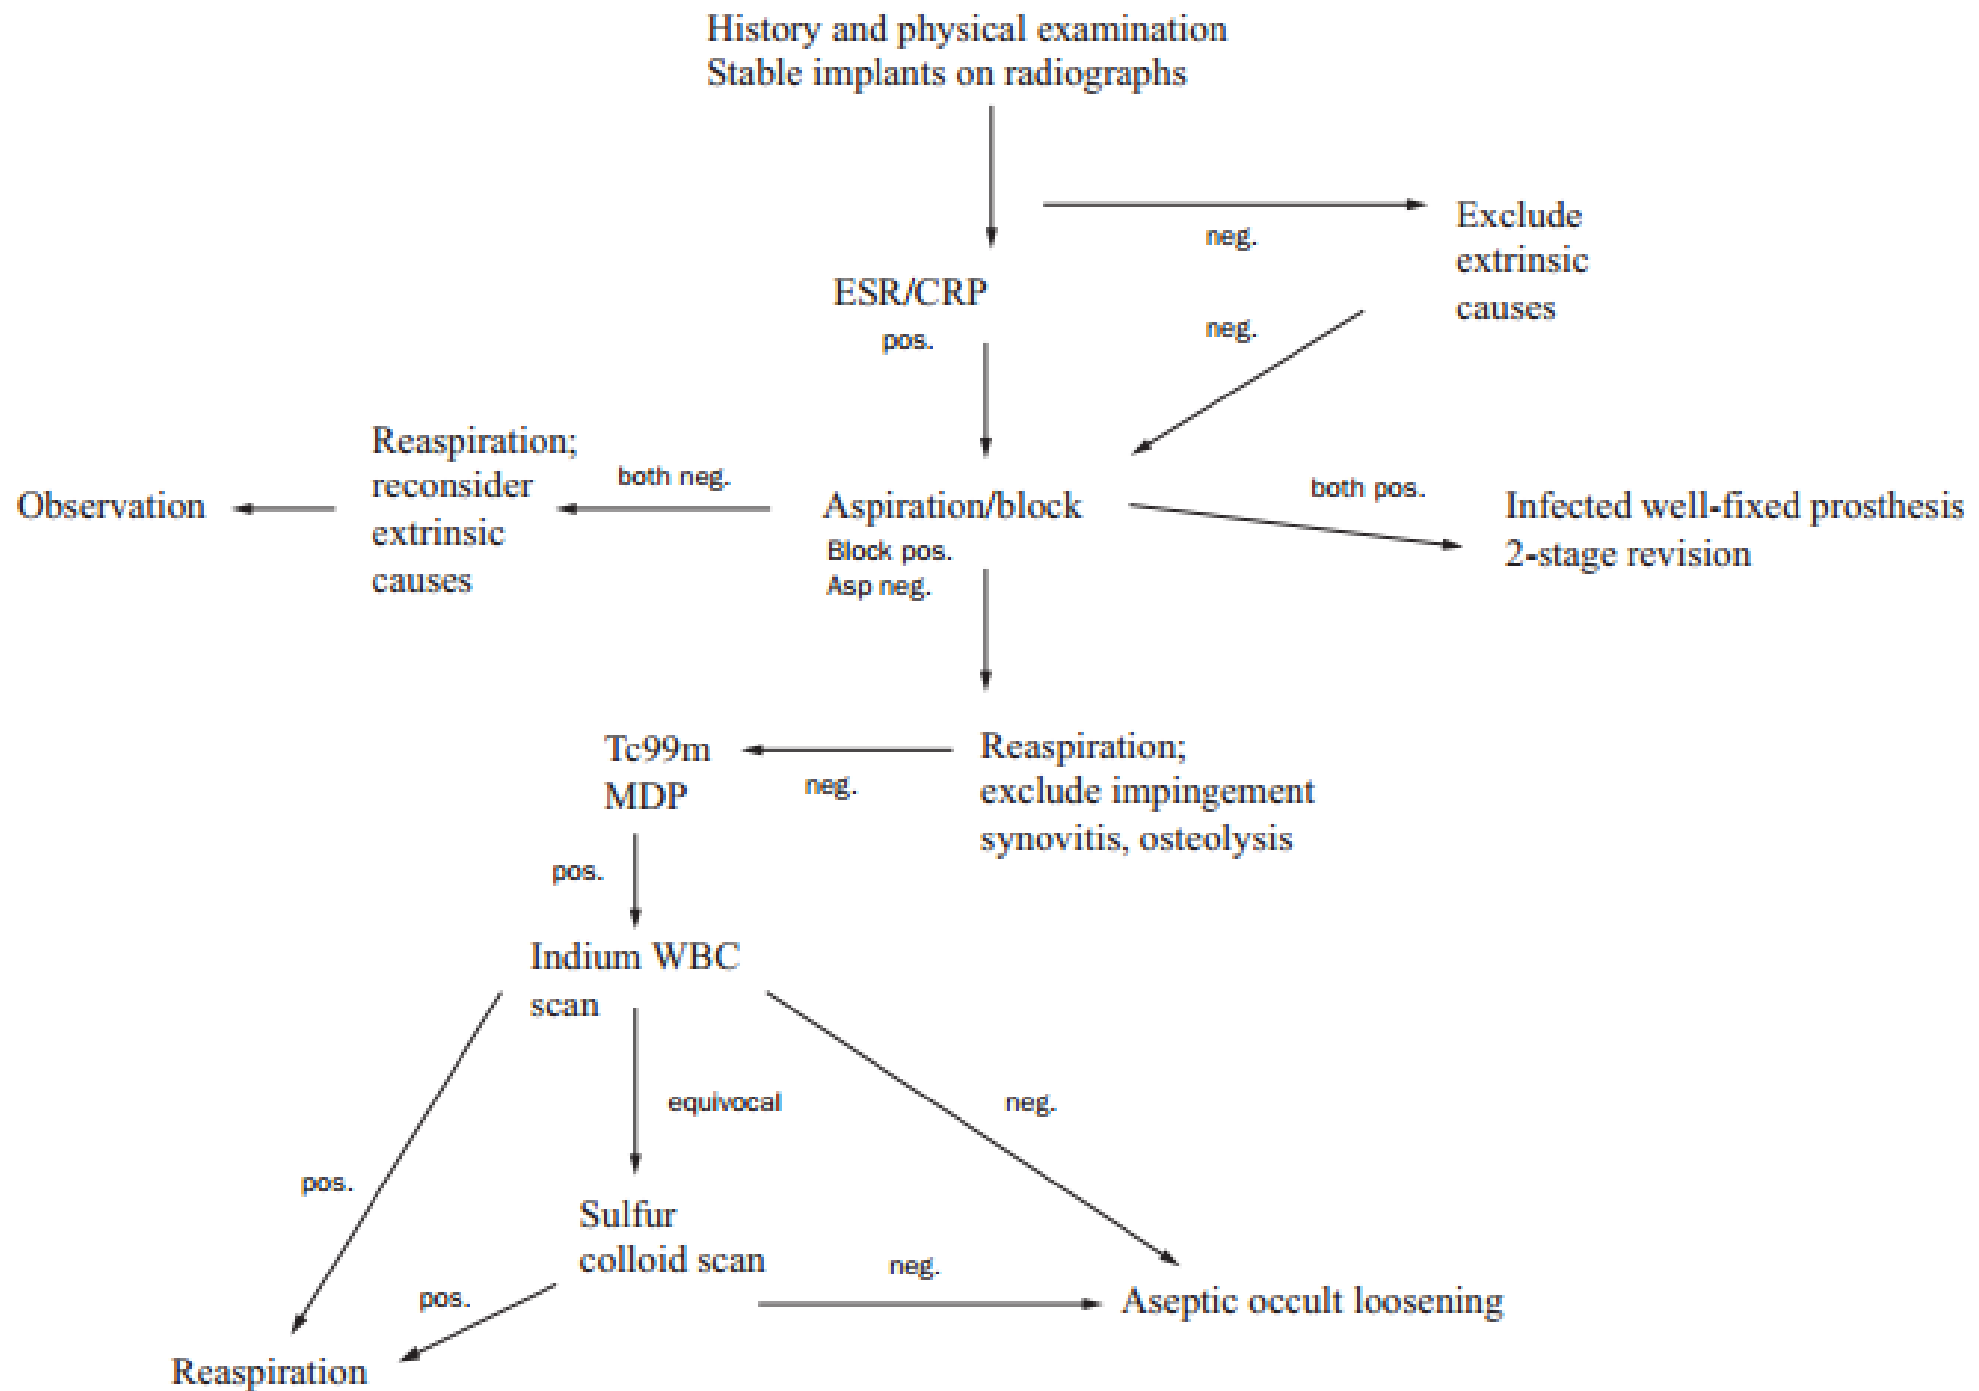 History and physical examination
Stable implants on radiographs
neg.
Exclude
extrinsic
causes
ESR/CRP
pos.
neg.
Reaspiration;
reconsider
extrinsic
causes
Observation
both neg.
Aspiration/block
Block pos.
Asp neg.
both pos.
Infected well-fixed prosthesis
2-stage revision
Tc99m
MDP
neg.
Reaspiration;
exclude impingement
synovitis, osteolysis
pos.
Indium WBC
scan
equivocal
neg.
pos.
Sulfur
colloid scan
neg.
pos.
Aseptic occult loosening
Reaspiration